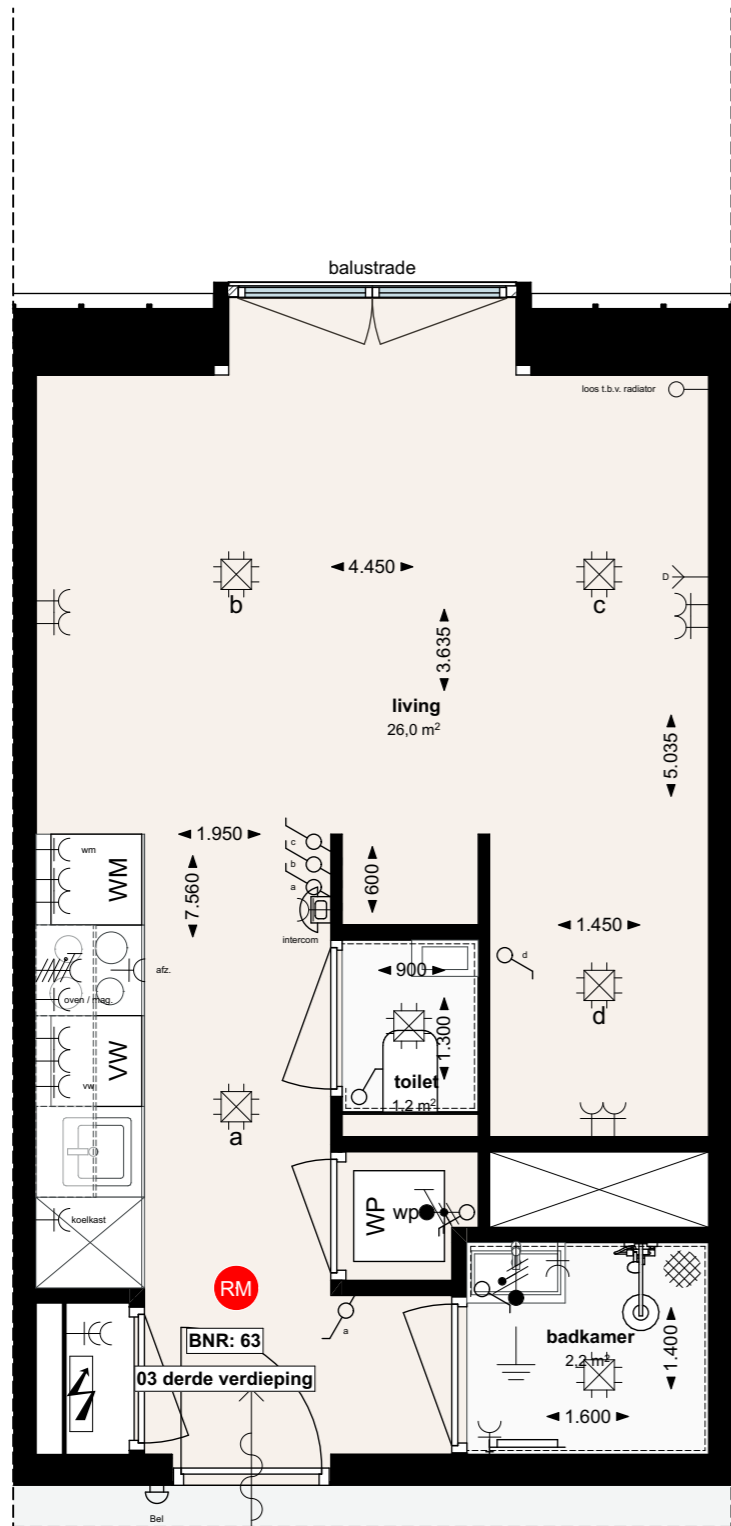 balustrade
loos t.b.v. radiator
4.450
b
c
D
3.635
living
26,0 m²
5.035
1.950
wm
WM
c
b
a
7.560
600
intercom
1.450
d
900
afz.
oven / mag.
1.300
d
VW
vw
toilet
1,2 m²
a
WP
wp
koelkast
RM
a
BNR: 63
badkamer
2,2 m²
1.400
03 derde verdieping
1.600
Bel